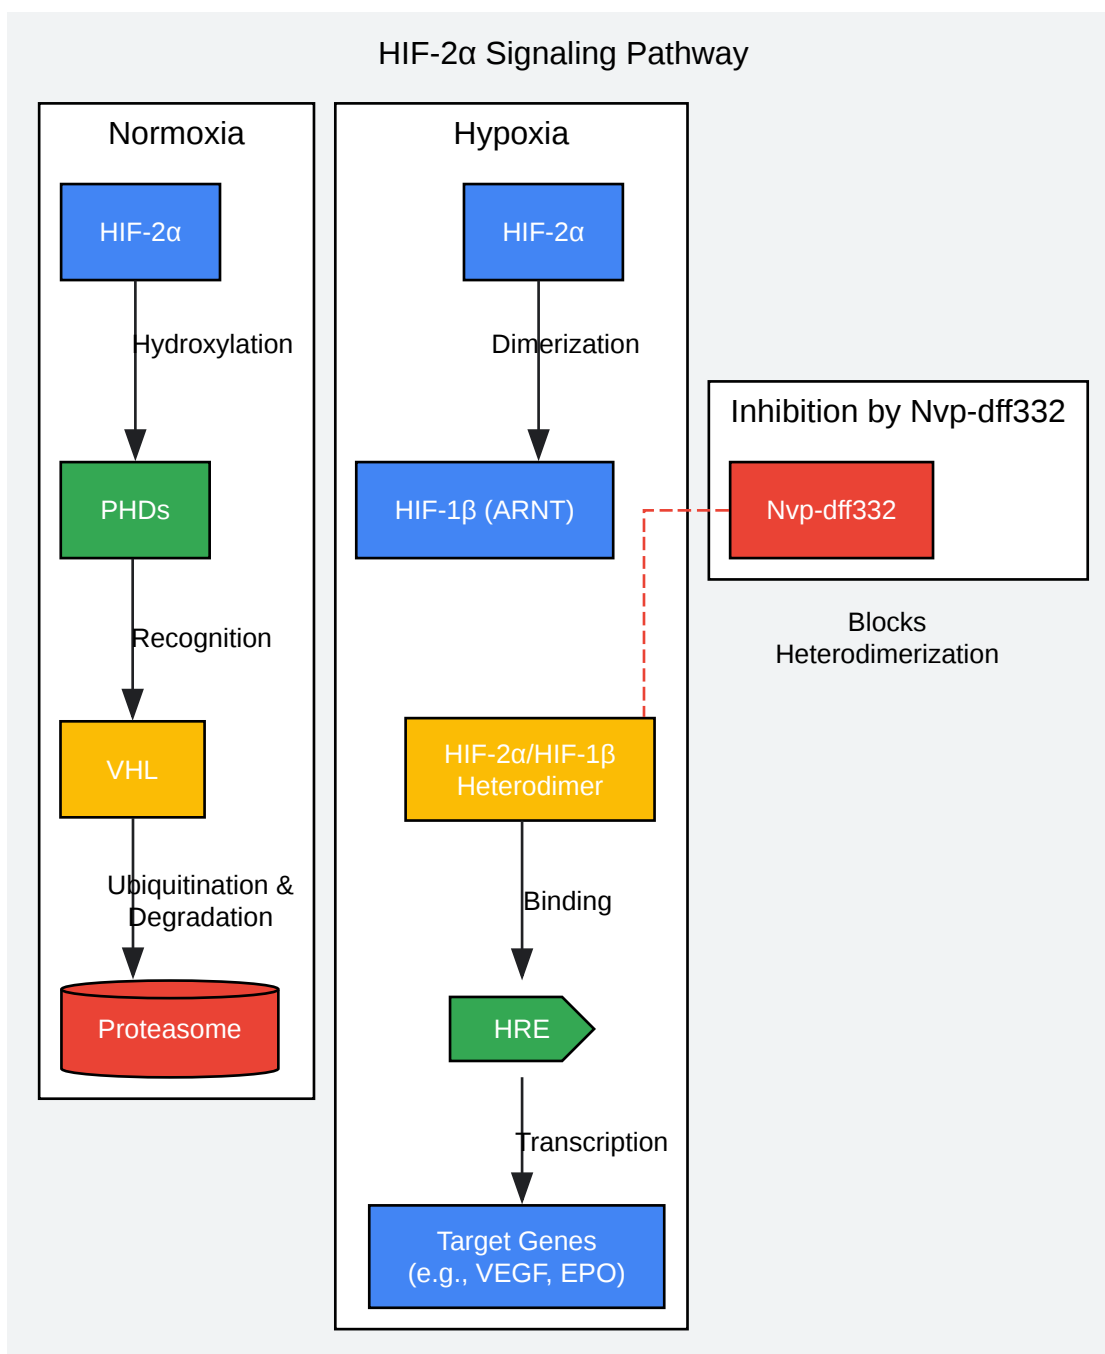 HIF-2α Signaling Pathway
Normoxia
HIF-2α
Hydroxylation
PHDs
Recognition
VHL
Ubiquitination &
Degradation
Proteasome
Hypoxia
HIF-2α
Dimerization
HIF-1β (ARNT)
HIF-2α/HIF-1β
Heterodimer
Binding
HRE
Transcription
Target Genes
(e.g., VEGF, EPO)
Inhibition by Nvp-dff332
Nvp-dff332
Blocks
Heterodimerization